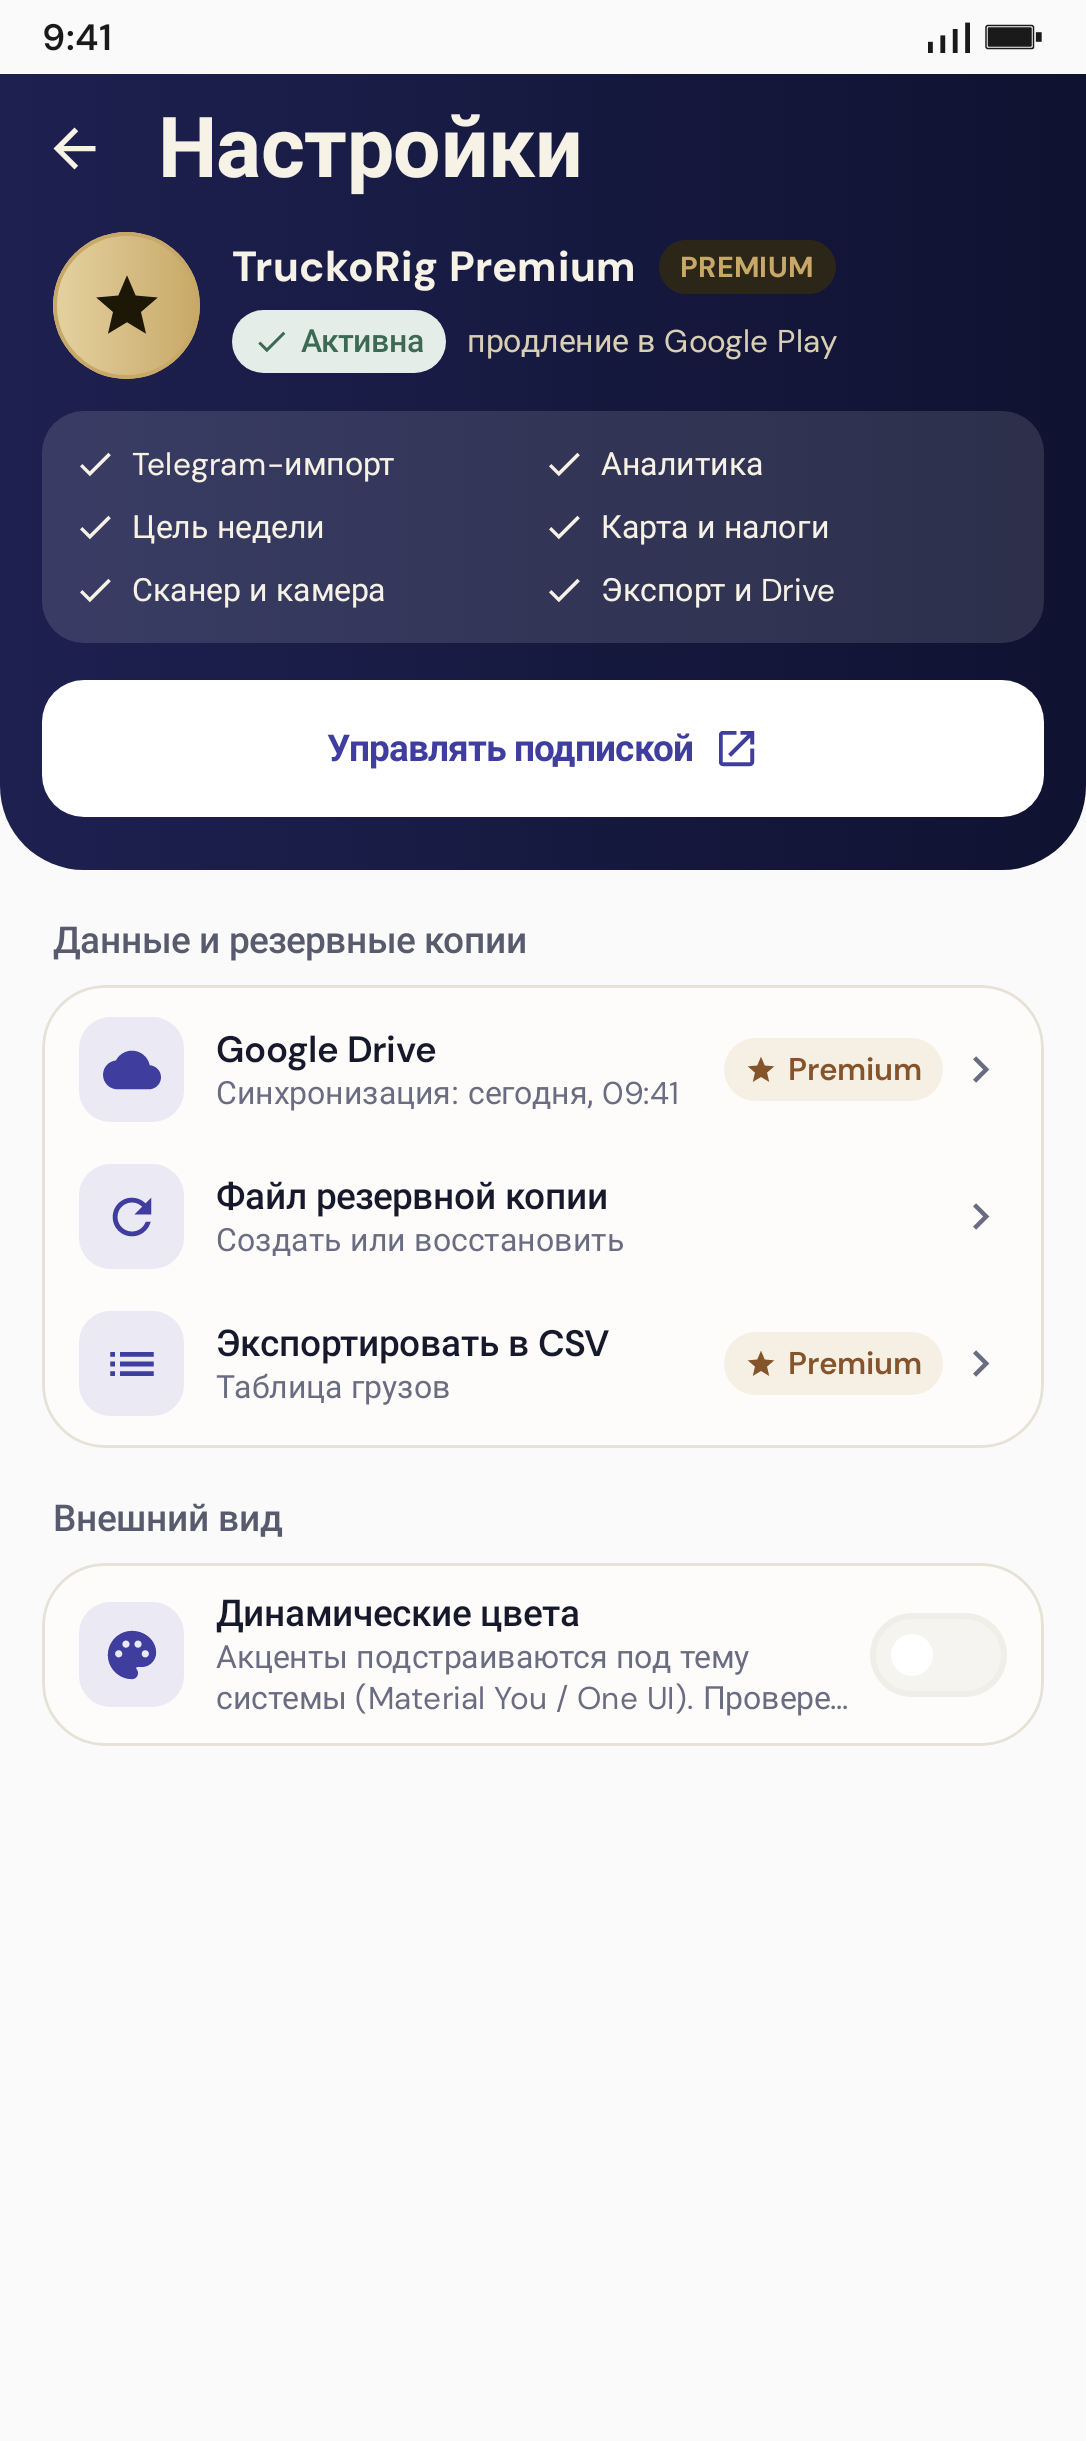 9:41
Настройки
TruckoRig Premium PREMIUM
Активна продление в Google Play
Telegram-импорт Аналитика
Цель недели Карта и налоги
Сканер и камера Экспорт и Drive
Управлять подпиской
Данные и резервные копии
Google Drive Premium
Синхронизация: сегодня, 09:41
Файл резервной копии
Создать или восстановить
Экспортировать в CSV Premium
Таблица грузов
Внешний вид
Динамические цвета
Акценты подстраиваются под тему
системы (Material You / One UI). Провере...